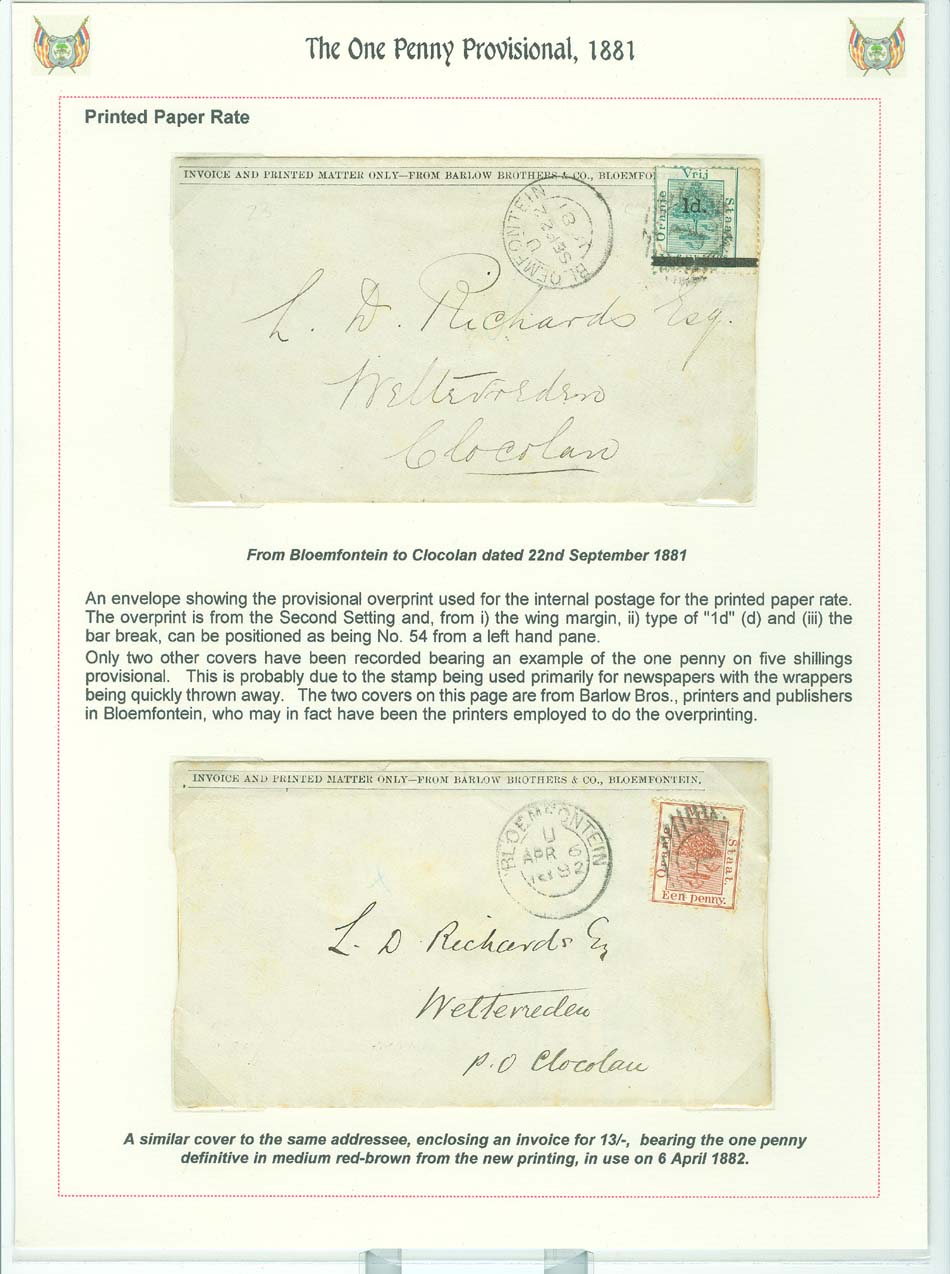 The One Penny Provisional, 1881
Printed Paper Rate
INVOICE AND PRINTED MATTER ONLY—FROM BARLOW BROTHERS & CO., BLOEMFO
Vrij
Oranje
Staat.
1d.
BLOEMFONTEIN
U
SEP 22
81
L. D. Richards Esq.
Weltevreden
Clocolan
From Bloemfontein to Clocolan dated 22nd September 1881
An envelope showing the provisional overprint used for the internal postage for the printed paper rate.
The overprint is from the Second Setting and, from i) the wing margin, ii) type of "1d" (d) and (iii) the
bar break, can be positioned as being No. 54 from a left hand pane.
Only two other covers have been recorded bearing an example of the one penny on five shillings
provisional. This is probably due to the stamp being used primarily for newspapers with the wrappers
being quickly thrown away. The two covers on this page are from Barlow Bros., printers and publishers
in Bloemfontein, who may in fact have been the printers employed to do the overprinting.
INVOICE AND PRINTED MATTER ONLY—FROM BARLOW BROTHERS & CO., BLOEMFONTEIN.
BLOEMFONTEIN
U
APR 6
1882
Oranje
Staat.
Een penny.
L. D Richards Eq
Weltevreden
P.O Clocolan
A similar cover to the same addressee, enclosing an invoice for 13/-, bearing the one penny
definitive in medium red-brown from the new printing, in use on 6 April 1882.